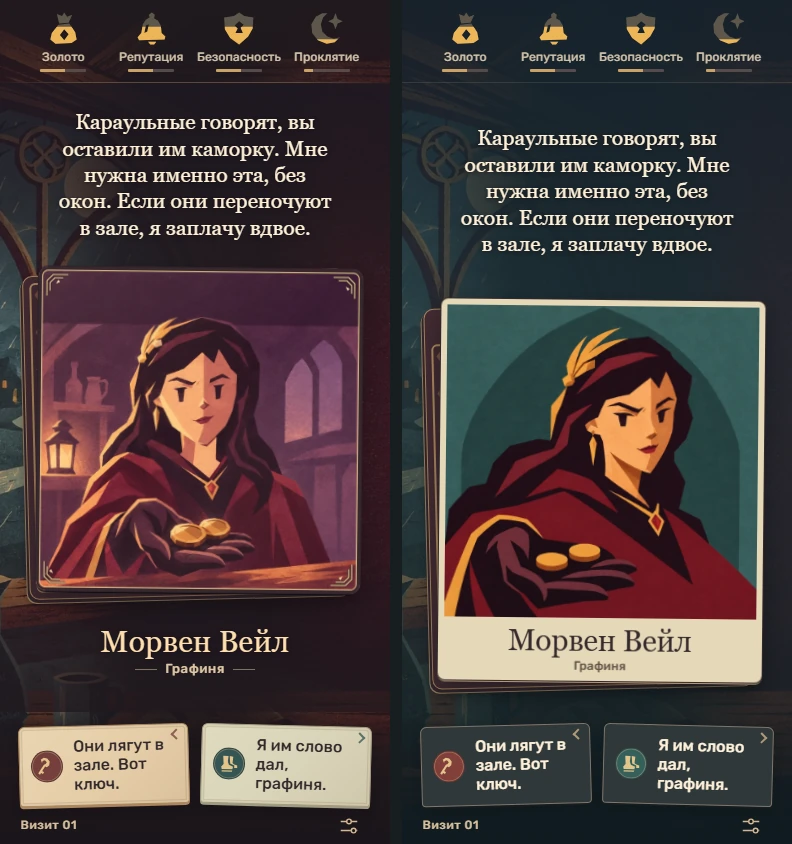 Золото Репутация Безопасность Проклятие
Караульные говорят, вы
оставили им каморку. Мне
нужна именно эта, без
окон. Если они переночуют
в зале, я заплачу вдвое.
Морвен Вейл
Графиня
Они лягут в
зале. Вот
ключ.
Я им слово
дал,
графиня.
Визит 01
Золото Репутация Безопасность Проклятие
Караульные говорят, вы
оставили им каморку. Мне
нужна именно эта, без
окон. Если они переночуют
в зале, я заплачу вдвое.
Морвен Вейл
Графиня
Они лягут в
зале. Вот
ключ.
Я им слово
дал,
графиня.
Визит 01